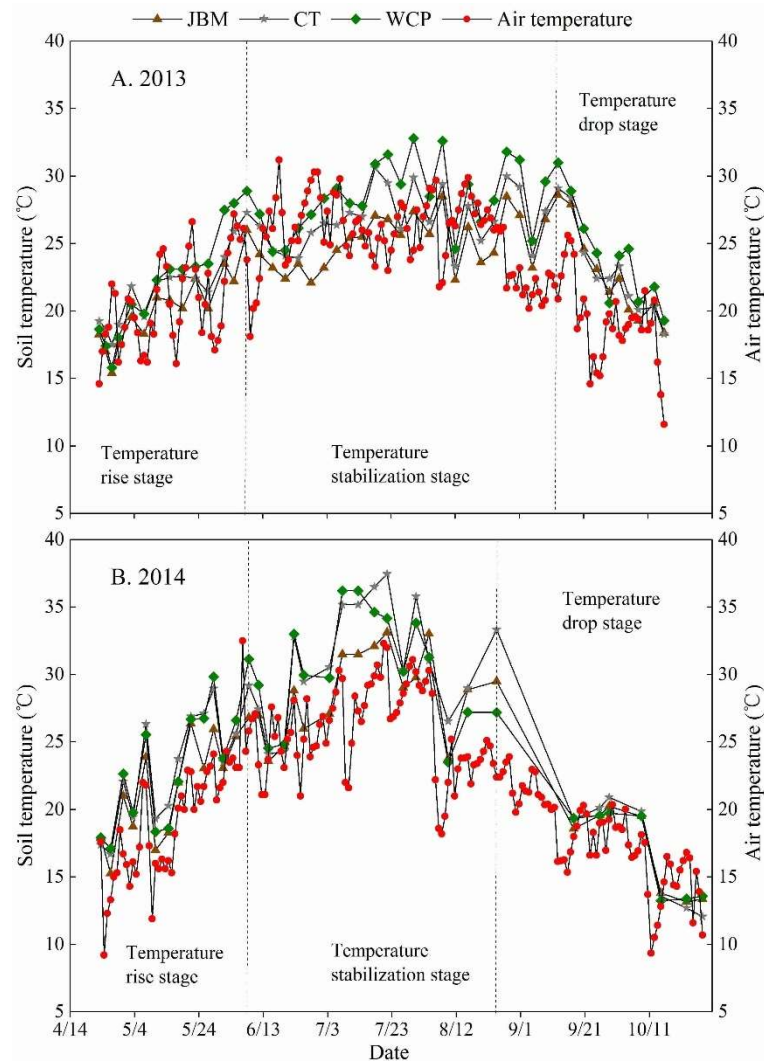 JBM CT WCP Air temperature
A. 2013
Temperature
drop stage
Temperature
rise stage
Temperature
stabilization stage
Soil temperature (℃)
Air temperature (℃)
40
35
30
25
20
15
10
5
40
35
30
25
20
15
10
5
B. 2014
Temperature
drop stage
Temperature
rise stage
Temperature
stabilization stage
Soil temperature (℃)
Air temperature (℃)
40
35
30
25
20
15
10
5
40
35
30
25
20
15
10
5
4/14 5/4 5/24 6/13 7/3 7/23 8/12 9/1 9/21 10/11
Date